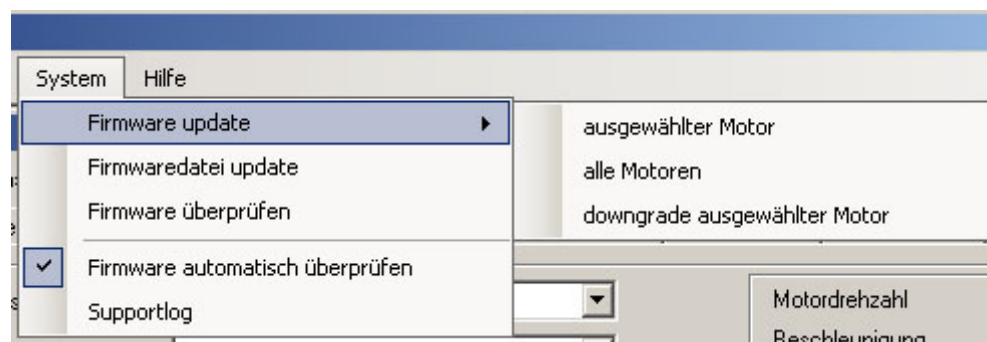 System Hilfe
Firmware update
ausgewählter Motor
Firmwaredatei update
alle Motoren
Firmware überprüfen
downgrade ausgewählter Motor
Firmware automatisch überprüfen
Supportlog
Motordrehzahl
Beschleunigung